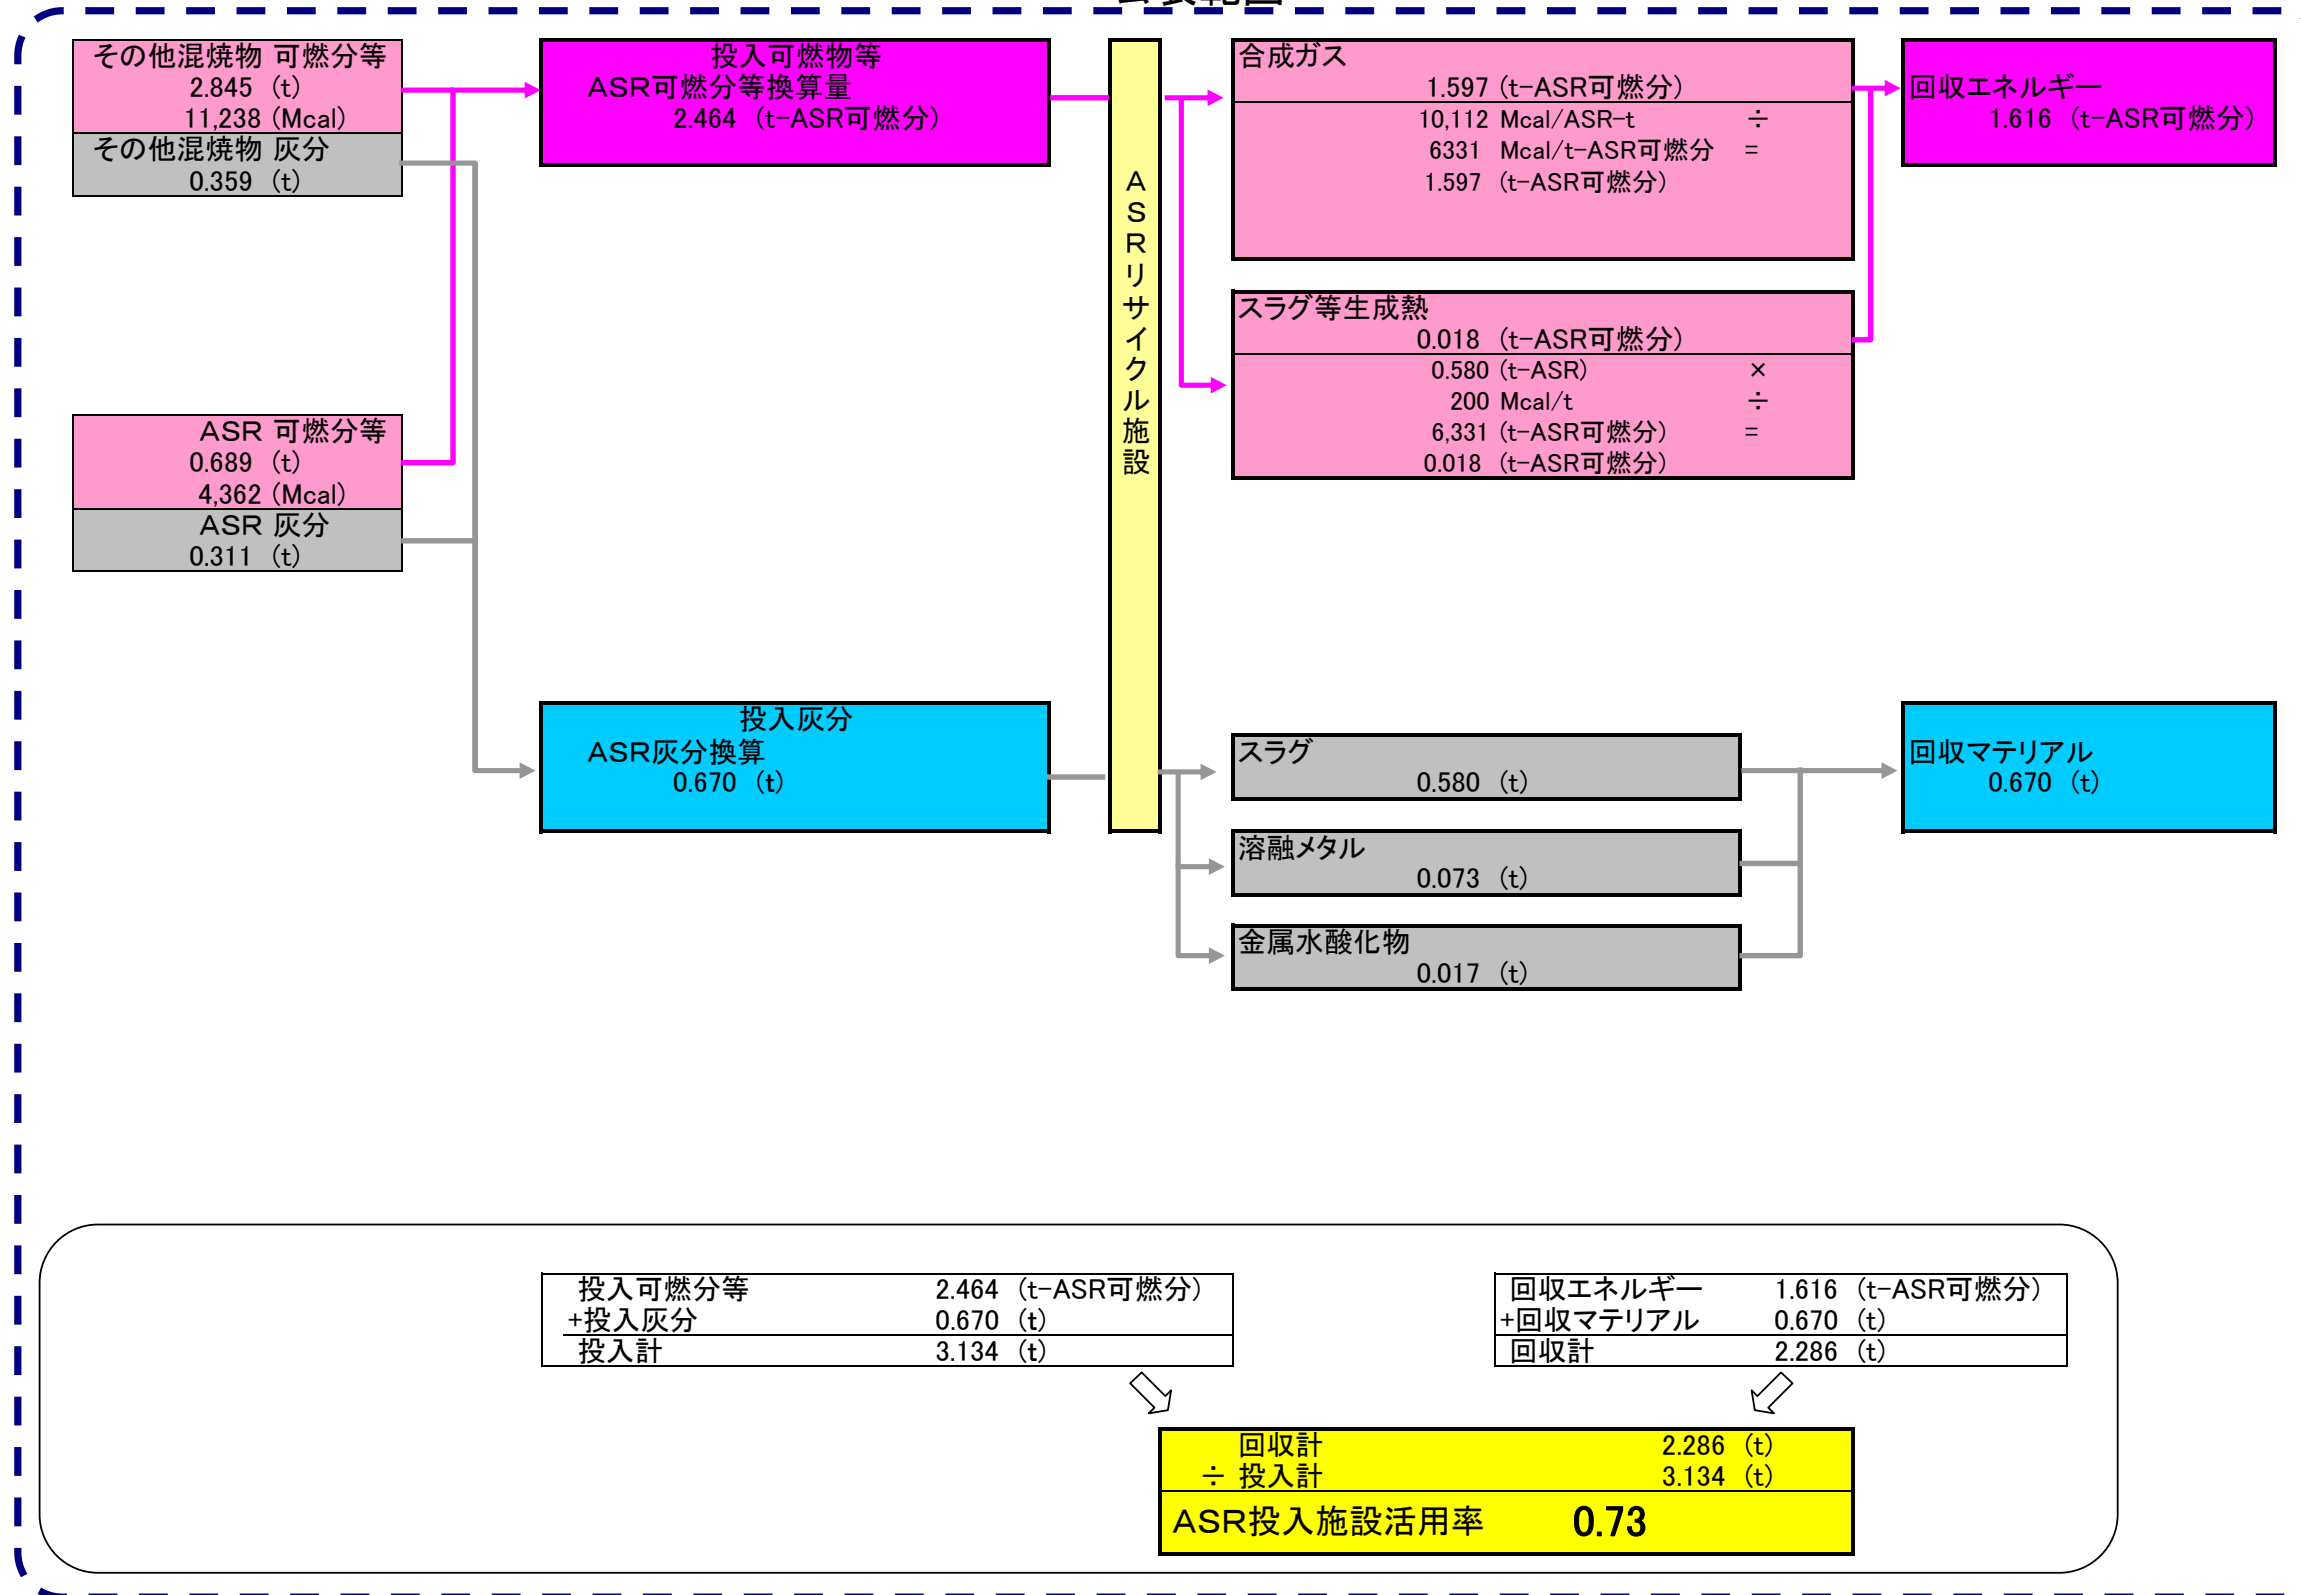 その他混焼物 可燃分等
2.845 (t)
11,238 (Mcal)
その他混焼物 灰分
0.359 (t)
ASR 可燃分等
0.689 (t)
4,362 (Mcal)
ASR 灰分
0.311 (t)
投入可燃物等
ASR可燃分等換算量
2.464 (t-ASR可燃分)
投入灰分
ASR灰分換算
0.670 (t)
ASRリサイクル施設
合成ガス
1.597 (t-ASR可燃分)
10,112 Mcal/ASR-t ÷
6331 Mcal/t-ASR可燃分 =
1.597 (t-ASR可燃分)
スラグ等生成熱
0.018 (t-ASR可燃分)
0.580 (t-ASR) ×
200 Mcal/t ÷
6,331 (t-ASR可燃分) =
0.018 (t-ASR可燃分)
スラグ
0.580 (t)
溶融メタル
0.073 (t)
金属水酸化物
0.017 (t)
回収エネルギー
1.616 (t-ASR可燃分)
回収マテリアル
0.670 (t)
投入可燃分等 2.464 (t-ASR可燃分)
+投入灰分 0.670 (t)
投入計 3.134 (t)
回収エネルギー 1.616 (t-ASR可燃分)
+回収マテリアル 0.670 (t)
回収計 2.286 (t)
回収計 2.286 (t)
÷ 投入計 3.134 (t)
ASR投入施設活用率 0.73